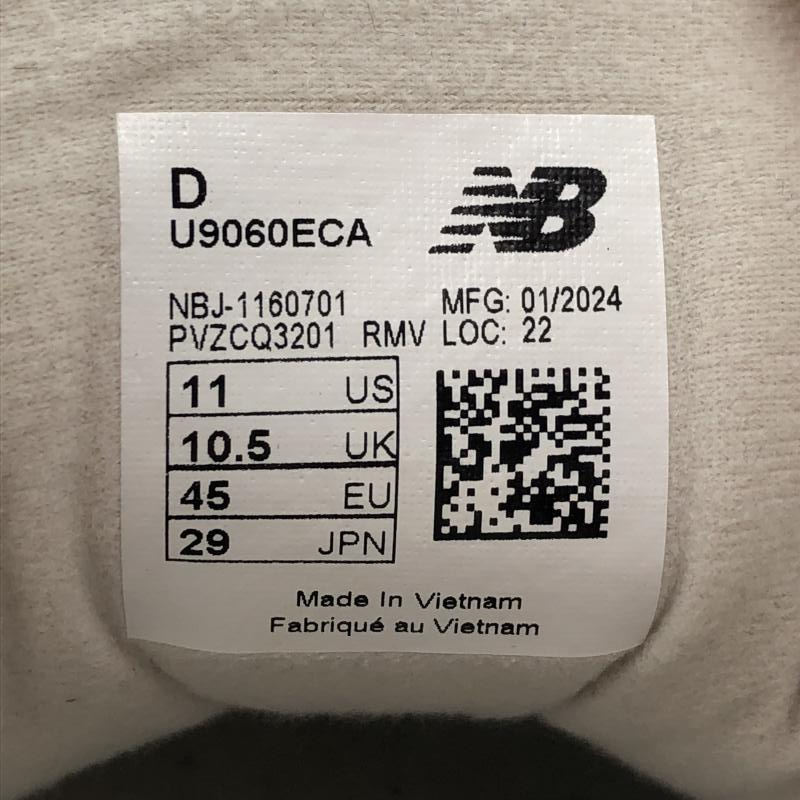 D
NB
U9060ECA
NBJ-1160701 MFG: 01/2024
PVZCQ3201 RMV LOC: 22
11 US
10.5 UK
45 EU
29 JPN
Made In Vietnam
Fabriqué au Vietnam